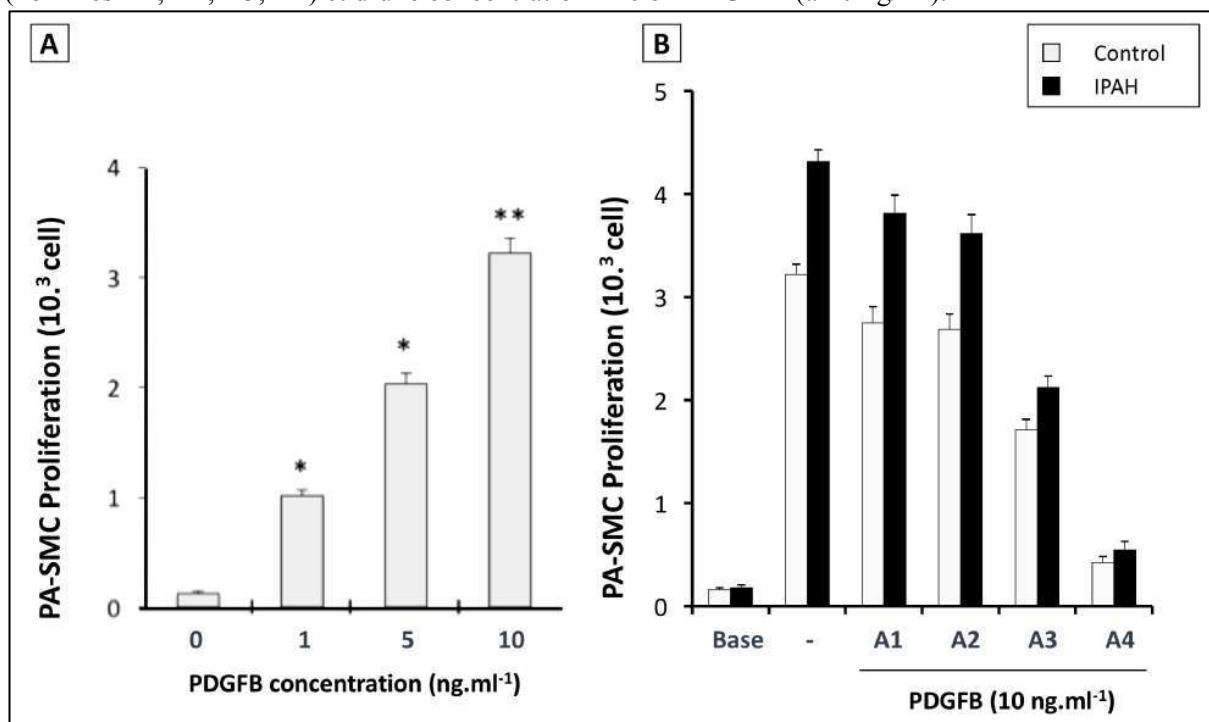 A
PA-SMC Proliferation (10.³ cell)
4
3
2
1
0
*
*
**
0 1 5 10
PDGFB concentration (ng.ml⁻¹)
B
Control
IPAH
PA-SMC Proliferation (10.³ cell)
5
4
3
2
1
0
Base - A1 A2 A3 A4
PDGFB (10 ng.ml⁻¹)